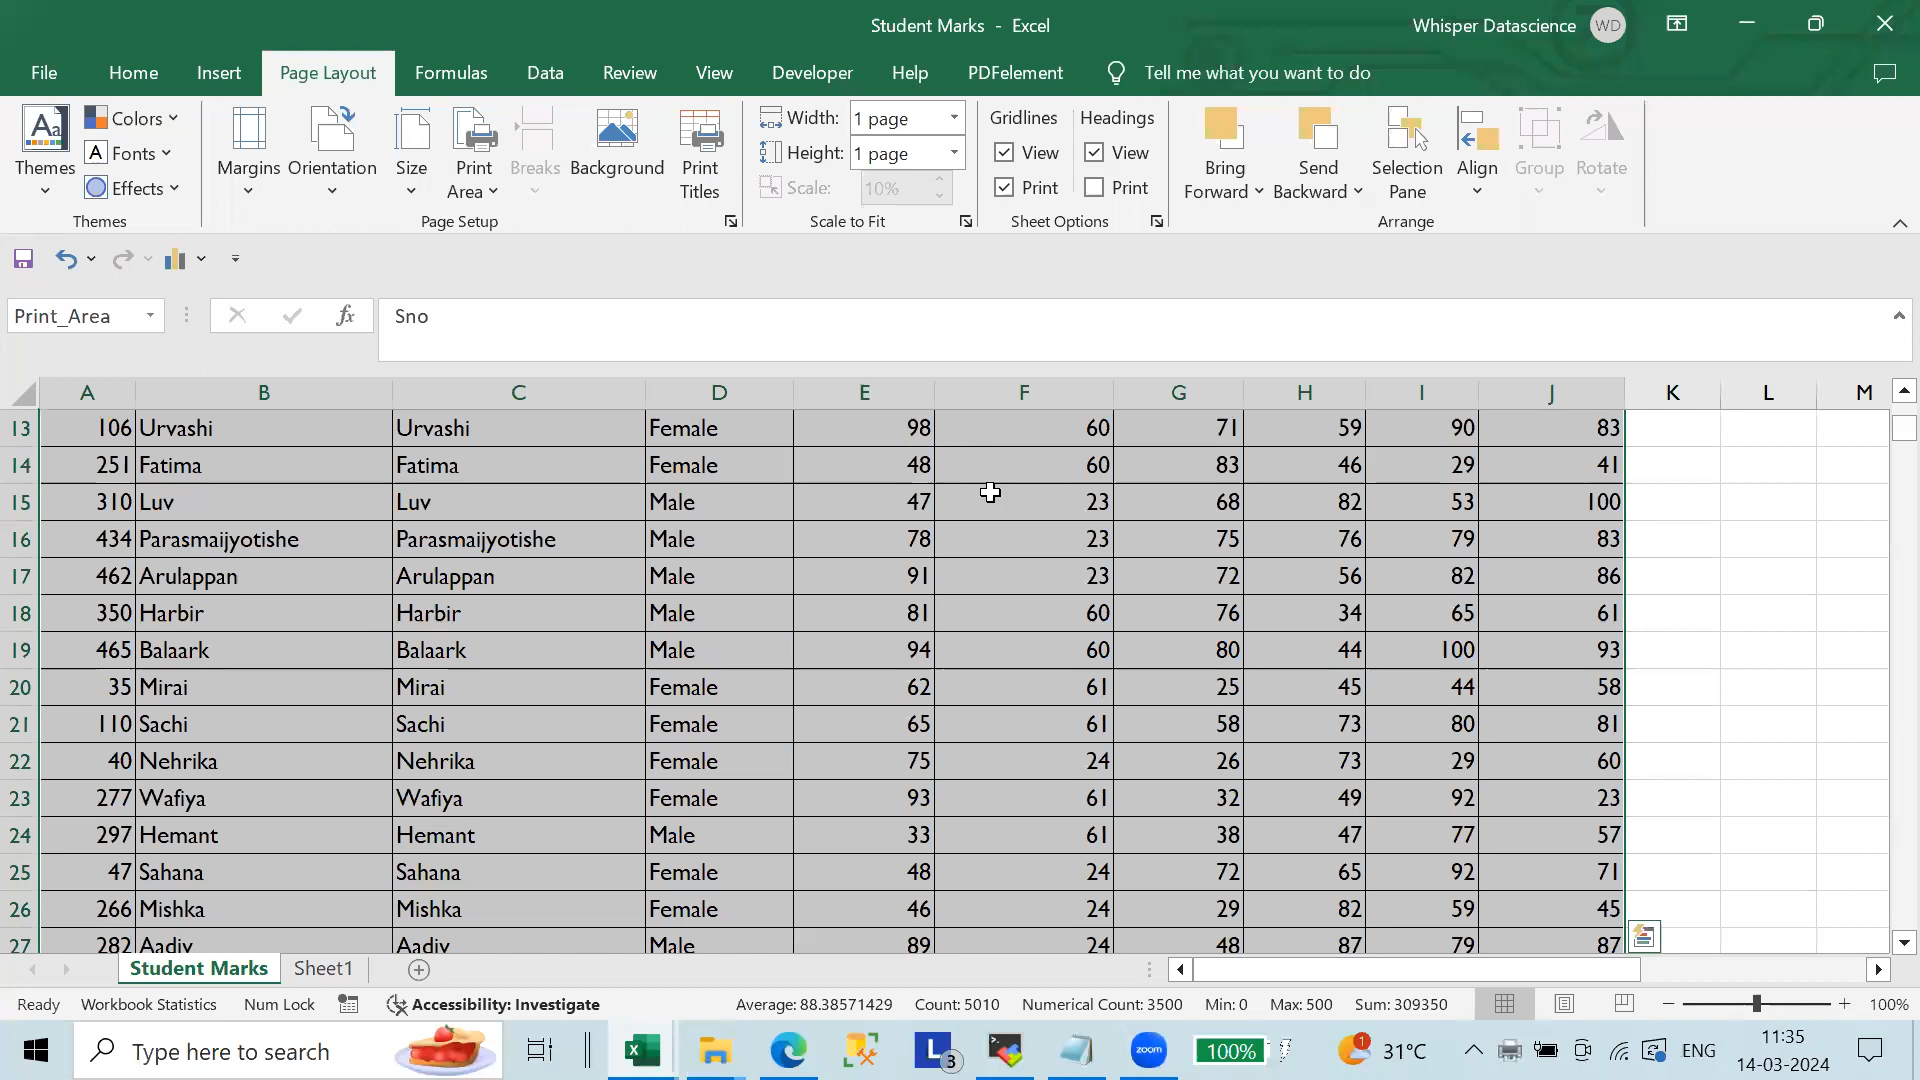 Student Marks - Excel
Whisper Datascience WD
File Home Insert Page Layout Formulas Data Review View Developer Help PDFelement Tell me what you want to do
Aa Themes
Colors
A Fonts
Effects
Themes
Margins Orientation Size Print Area Breaks Background Print Titles
Page Setup
Width: 1 page
Height: 1 page
Scale: 10%
Scale to Fit
Gridlines Headings
View View
Print Print
Sheet Options
Bring Forward Send Backward Selection Pane Align Group Rotate
Arrange
Print_Area fx Sno
A B C D E F G H I J K L M
13 106 Urvashi Urvashi Female 98 60 71 59 90 83
14 251 Fatima Fatima Female 48 60 83 46 29 41
15 310 Luv Luv Male 47 23 68 82 53 100
16 434 Parasmaijyotishe Parasmaijyotishe Male 78 23 75 76 79 83
17 462 Arulappan Arulappan Male 91 23 72 56 82 86
18 350 Harbir Harbir Male 81 60 76 34 65 61
19 465 Balaark Balaark Male 94 60 80 44 100 93
20 35 Mirai Mirai Female 62 61 25 45 44 58
21 110 Sachi Sachi Female 65 61 58 73 80 81
22 40 Nehrika Nehrika Female 75 24 26 73 29 60
23 277 Wafiya Wafiya Female 93 61 32 49 92 23
24 297 Hemant Hemant Male 33 61 38 47 77 57
25 47 Sahana Sahana Female 48 24 72 65 92 71
26 266 Mishka Mishka Female 46 24 29 82 59 45
27 282 Aadiv Aadiv Male 89 24 48 87 79 87
Student Marks Sheet1
Ready Workbook Statistics Num Lock Accessibility: Investigate Average: 88.38571429 Count: 5010 Numerical Count: 3500 Min: 0 Max: 500 Sum: 309350 100%
Type here to search L 3 zoom 100% 1 31°C ENG 11:35
14-03-2024